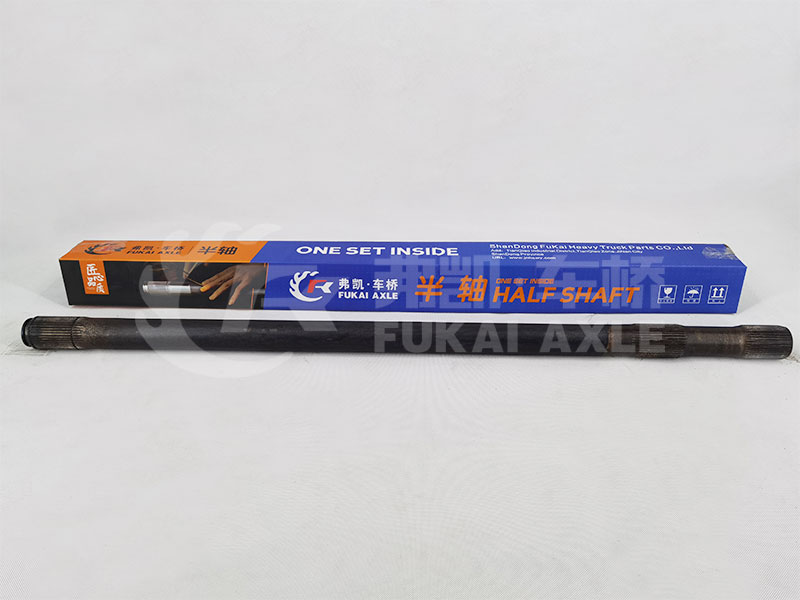 弗凯·车桥
FUKAI AXLE
半轴
ONE SET INSIDE
ShanDong FuKai Heavy Truck Parts CO.,Ltd
ShanDong Province
匠心
品质
弗凯·车桥
FUKAI AXLE
半轴
ONE SET INSIDE
HALF SHAFT
弗凯·车桥
FUKAI AXLE